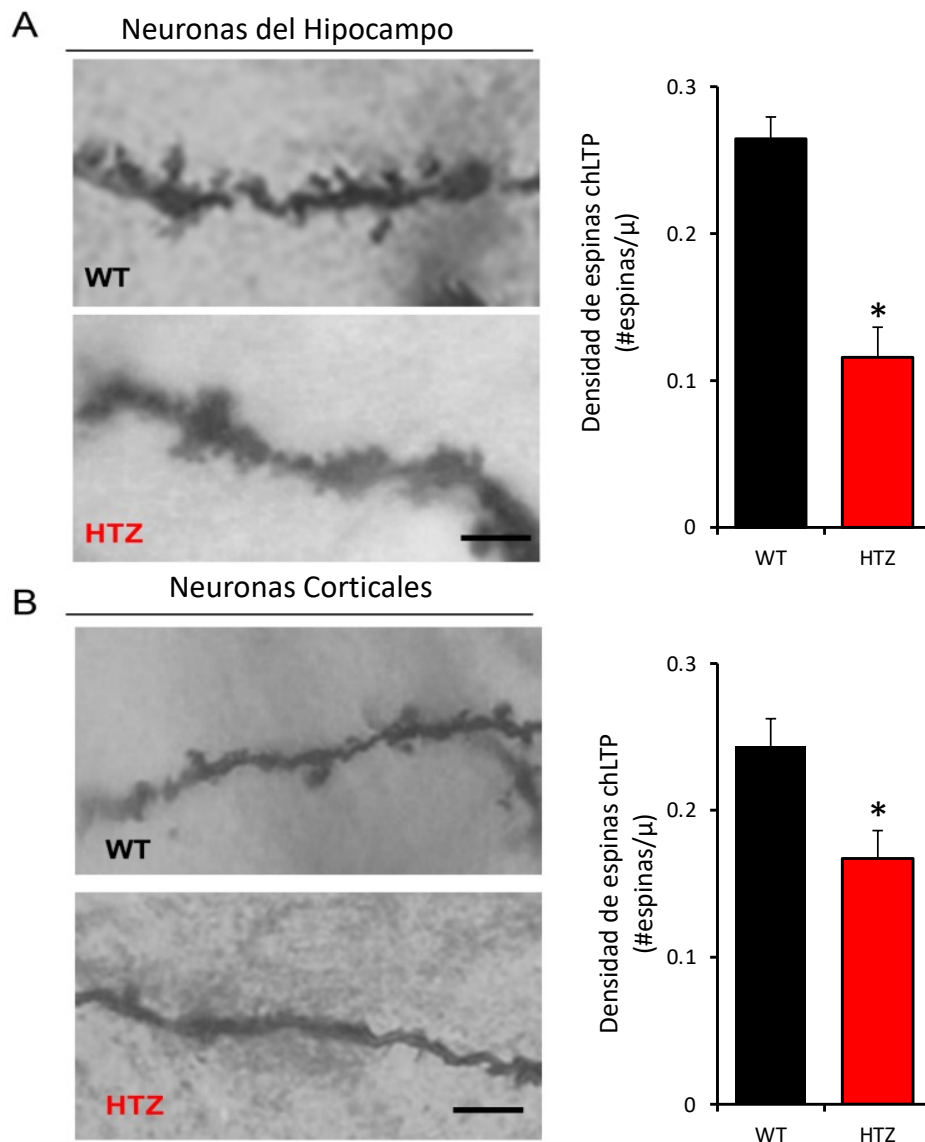 A
Neuronas del Hipocampo
WT
HTZ
Densidad de espinas chLTP
(#espinas/µ)
0.3
0.2
0.1
0
*
WT
HTZ
B
Neuronas Corticales
WT
HTZ
Densidad de espinas chLTP
(#espinas/µ)
0.3
0.2
0.1
0
*
WT
HTZ